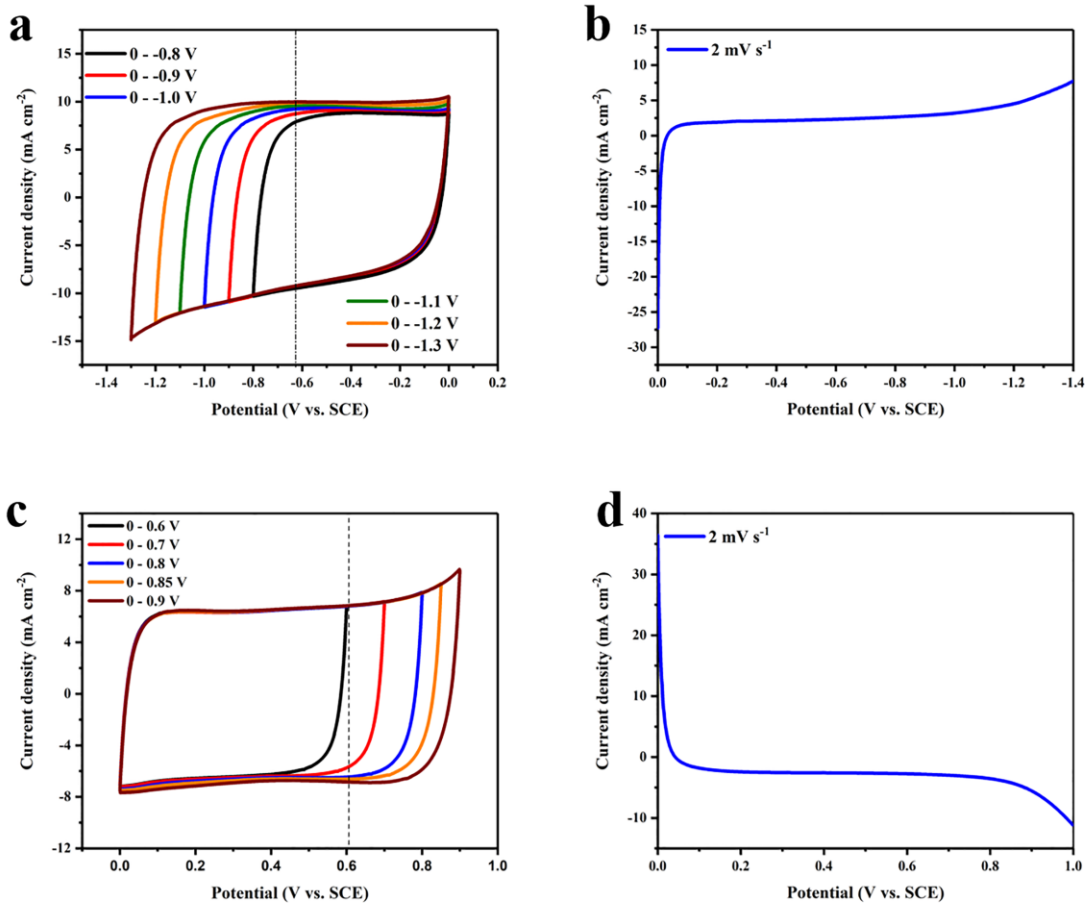 a
0 - -0.8 V
0 - -0.9 V
0 - -1.0 V
0 - -1.1 V
0 - -1.2 V
0 - -1.3 V
15
10
5
0
-5
-10
-15
-1.4
-1.2
-1.0
-0.8
-0.6
-0.4
-0.2
0.0
0.2
Current density (mA cm⁻²)
Potential (V vs. SCE)
b
2 mV s⁻¹
15
10
5
0
-5
-10
-15
-20
-25
-30
0.0
-0.2
-0.4
-0.6
-0.8
-1.0
-1.2
-1.4
Current density (mA cm⁻²)
Potential (V vs. SCE)
c
0 - 0.6 V
0 - 0.7 V
0 - 0.8 V
0 - 0.85 V
0 - 0.9 V
12
8
4
0
-4
-8
-12
0.0
0.2
0.4
0.6
0.8
1.0
Current density (mA cm⁻²)
Potential (V vs. SCE)
d
2 mV s⁻¹
40
30
20
10
0
-10
0.0
0.2
0.4
0.6
0.8
1.0
Current density (mA cm⁻²)
Potential (V vs. SCE)